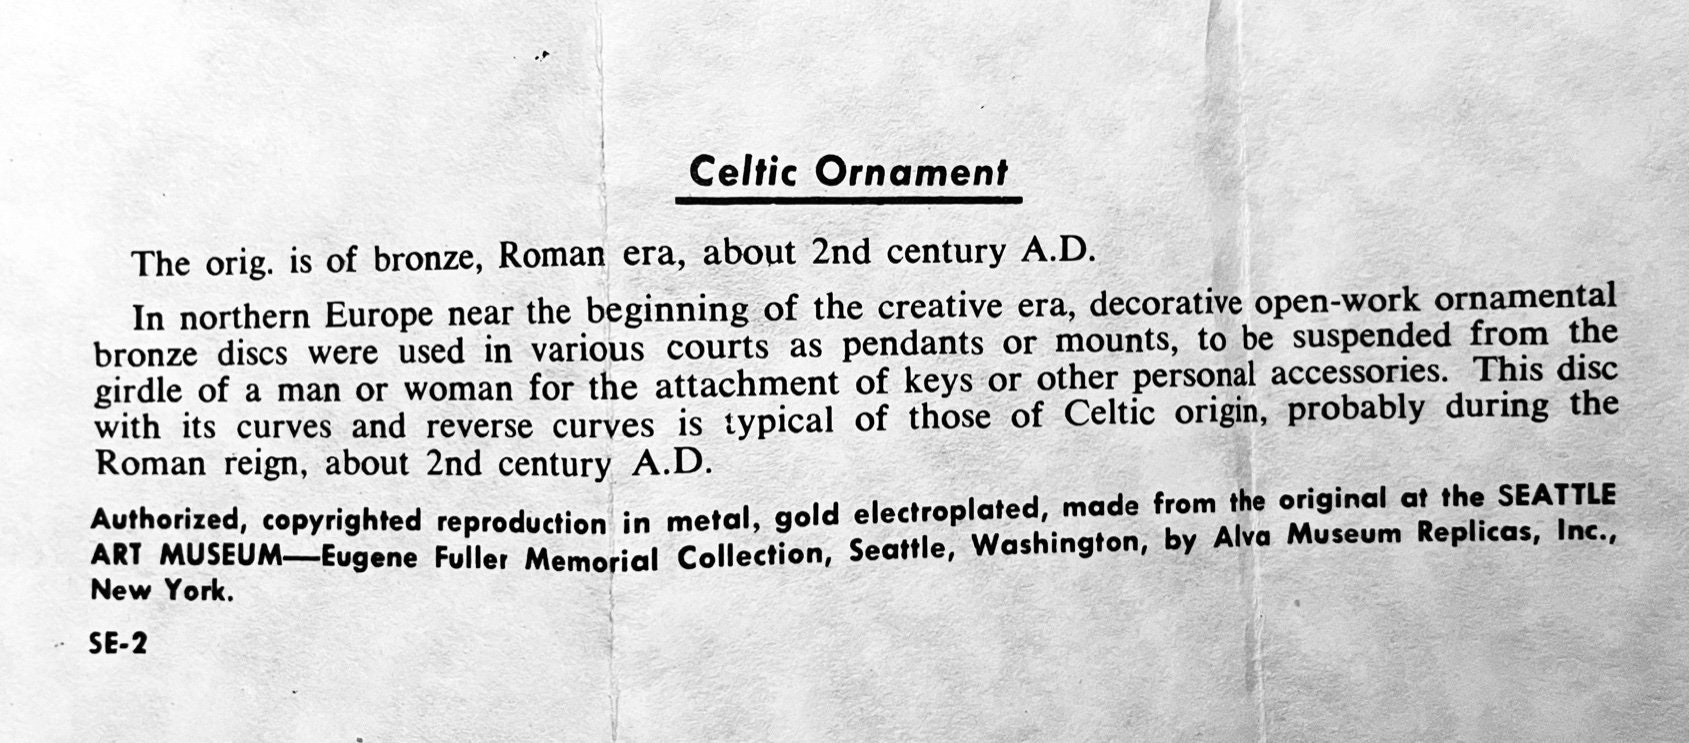 Celtic Ornament
The orig. is of bronze, Roman era, about 2nd century A.D.
In northern Europe near the beginning of the creative era, decorative open-work ornamental
bronze discs were used in various courts as pendants or mounts, to be suspended from the
girdle of a man or woman for the attachment of keys or other personal accessories. This disc
with its curves and reverse curves is typical of those of Celtic origin, probably during the
Roman reign, about 2nd century A.D.
Authorized, copyrighted reproduction in metal, gold electroplated, made from the original at the SEATTLE
ART MUSEUM—Eugene Fuller Memorial Collection, Seattle, Washington, by Alva Museum Replicas, Inc.,
New York.
SE-2